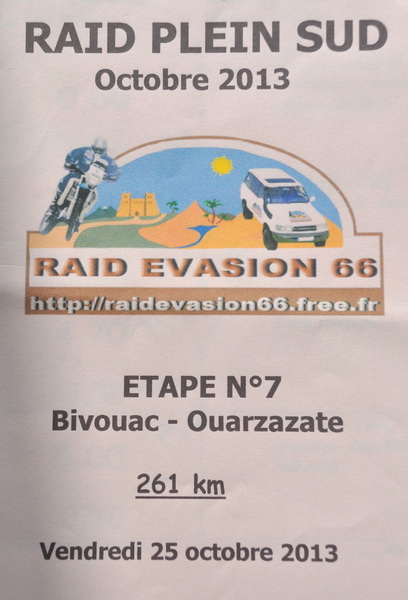 RAID PLEIN SUD
Octobre 2013
RAID EVASION 66
http://raidevasion66.free.fr
ETAPE N°7
Bivouac - Ouarzazate
261 km
Vendredi 25 octobre 2013